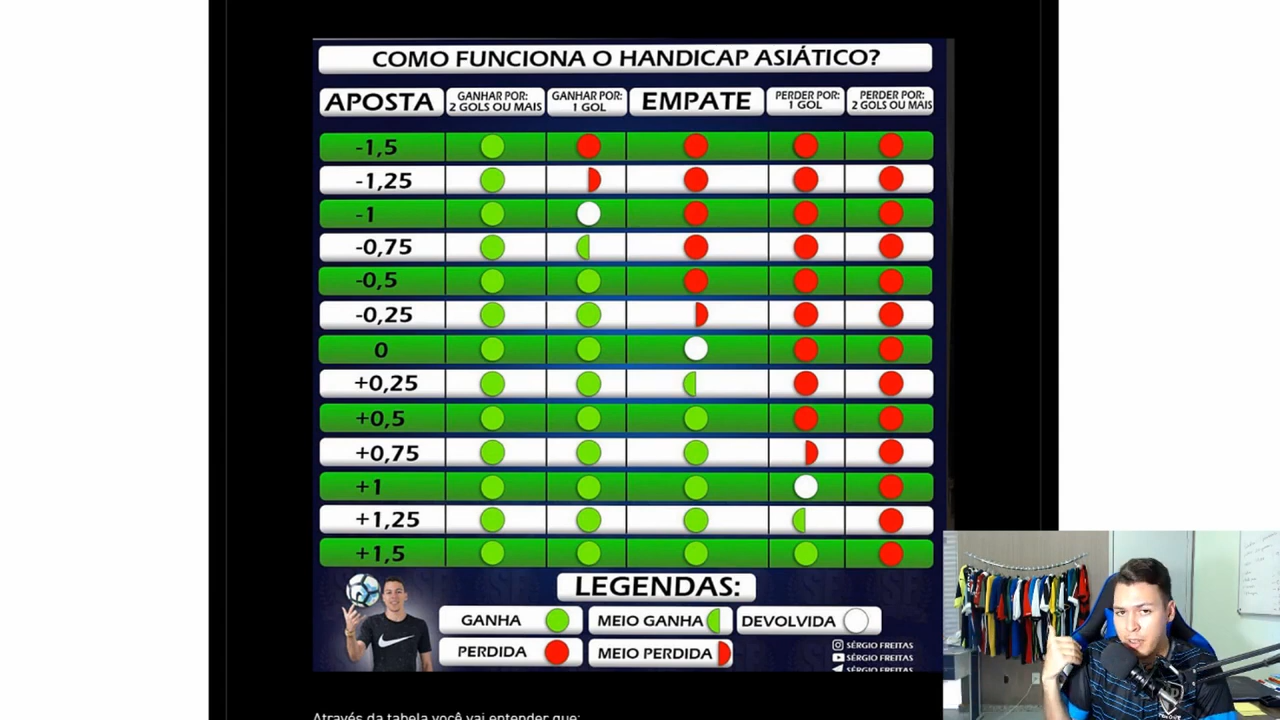 COMO FUNCIONA O HANDICAP ASIÁTICO?
APOSTA
GANHAR POR:
2 GOLS OU MAIS
GANHAR POR:
1 GOL
EMPATE
PERDER POR:
1 GOL
PERDER POR:
2 GOLS OU MAIS
-1,5
-1,25
-1
-0,75
-0,5
-0,25
0
+0,25
+0,5
+0,75
+1
+1,25
+1,5
LEGENDAS:
GANHA
MEIO GANHA
DEVOLVIDA
PERDIDA
MEIO PERDIDA
SÉRGIO FREITAS
SÉRGIO FREITAS
SÉRGIO FREITAS
Através da tabela você vai entender que: